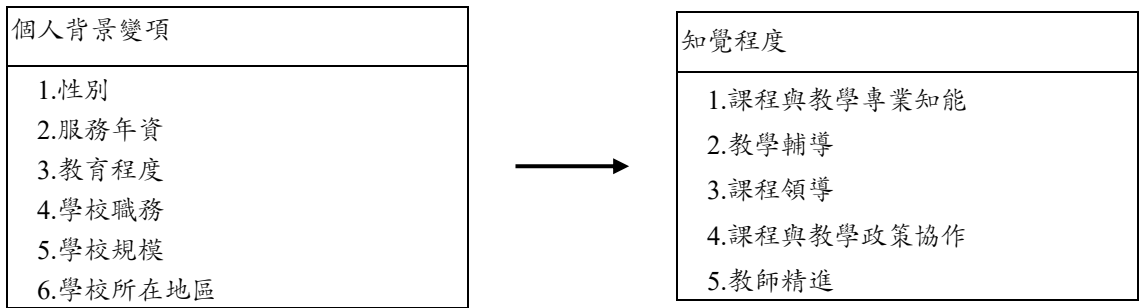 個人背景變項
1.性別
2.服務年資
3.教育程度
4.學校職務
5.學校規模
6.學校所在地區
知覺程度
1.課程與教學專業知能
2.教學輔導
3.課程領導
4.課程與教學政策協作
5.教師精進